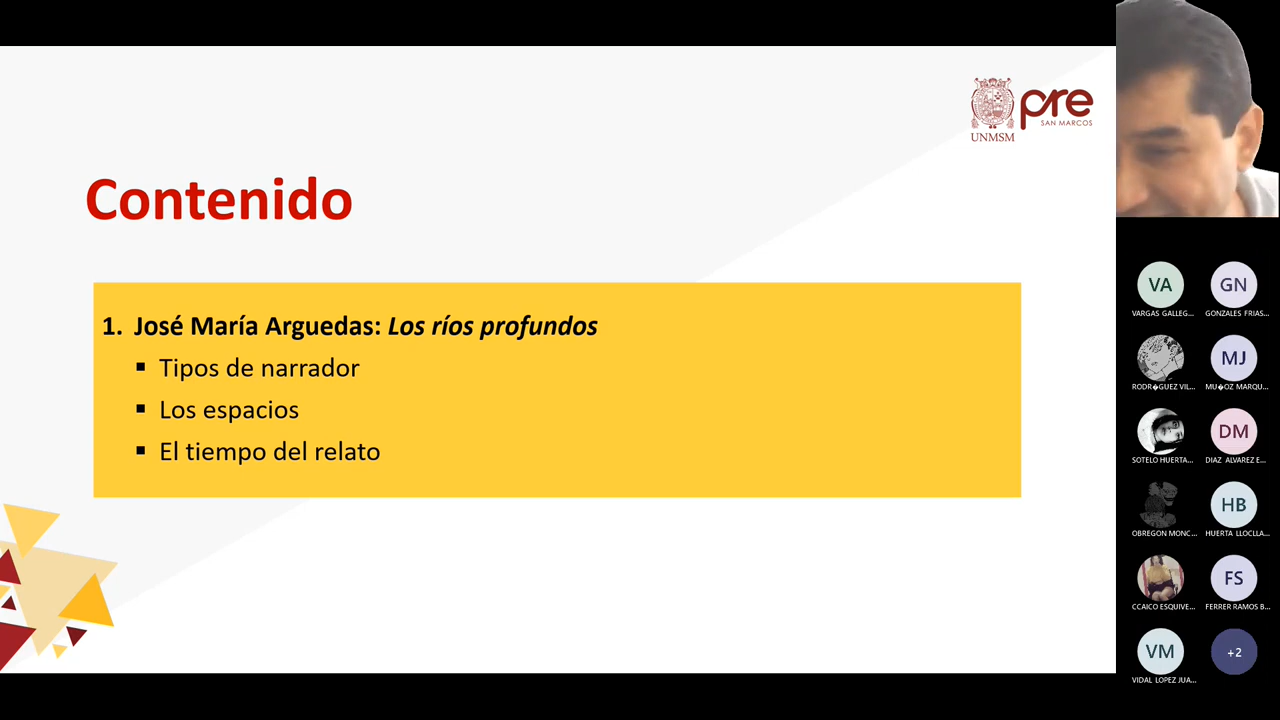 pre
SAN MARCOS
UNMSM
Contenido
1. José María Arguedas: Los ríos profundos
▪ Tipos de narrador
▪ Los espacios
▪ El tiempo del relato
VA
GN
VARGAS GALLEG...
GONZALES FRIAS...
MJ
RODR�GUEZ VIL...
MU�OZ MARQU...
DM
SOTELO HUERTA...
DIAZ ALVAREZ E...
HB
OBREGON MONC...
HUERTA LLOCLLA...
FS
CCAICO ESQUIVE...
FERRER RAMOS B...
VM
+2
VIDAL LOPEZ JUA...